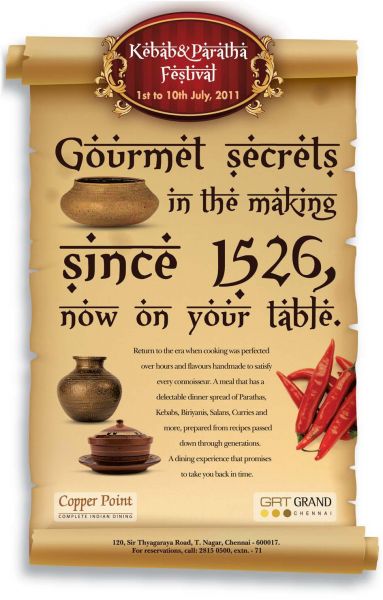 Kebab&Paratha
Festival
1st to 10th July, 2011
Gourmet secrets
in the making
since 1526,
now on your table.
Return to the era when cooking was perfected
over hours and flavours handmade to satisfy
every connoisseur. A meal that has a
delectable dinner spread of Parathas,
Kebabs, Biriyanis, Salans, Curries and
more, prepared from recipes passed
down through generations.
A dining experience that promises
to take you back in time.
Copper Point
COMPLETE INDIAN DINING
GRT GRAND
CHENNAI
120, Sir Thyagaraya Road, T. Nagar, Chennai - 600017.
For reservations, call: 2815 0500, extn. - 71